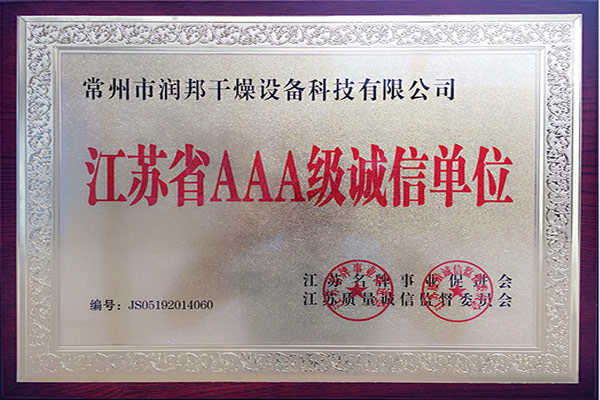 常州市润邦干燥设备科技有限公司
江苏省AAA级诚信单位
江苏名牌事业促进会
江苏质量诚信监督委员会
编号：JS05192014060